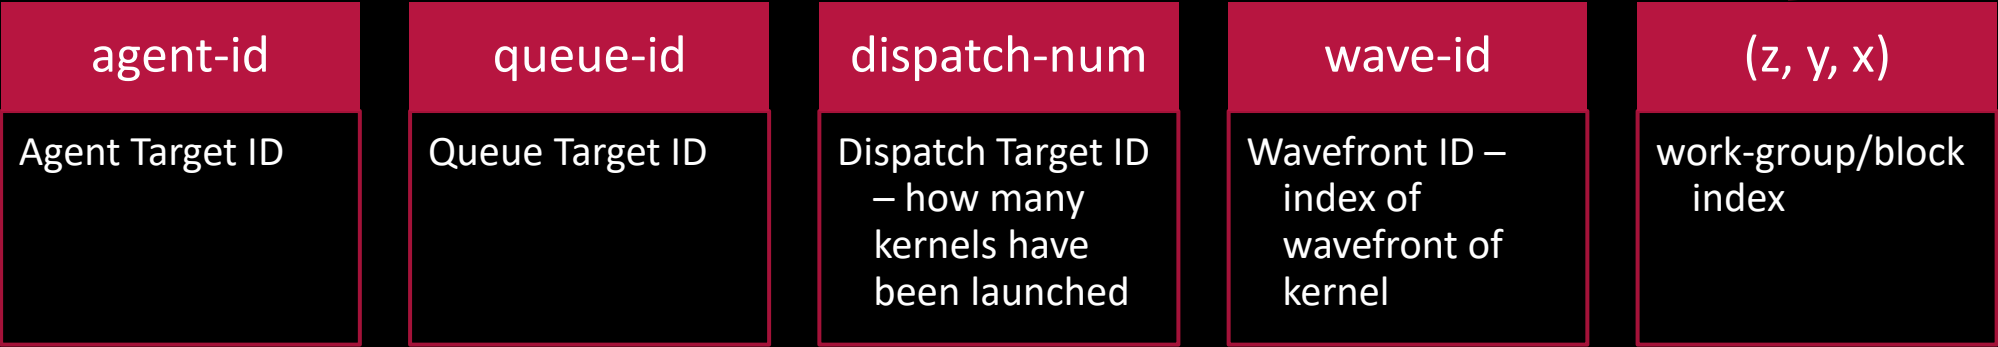 agent-id
Agent Target ID
queue-id
Queue Target ID
dispatch-num
Dispatch Target ID
– how many
kernels have
been launched
wave-id
Wavefront ID –
index of
wavefront of
kernel
(z, y, x)
work-group/block
index